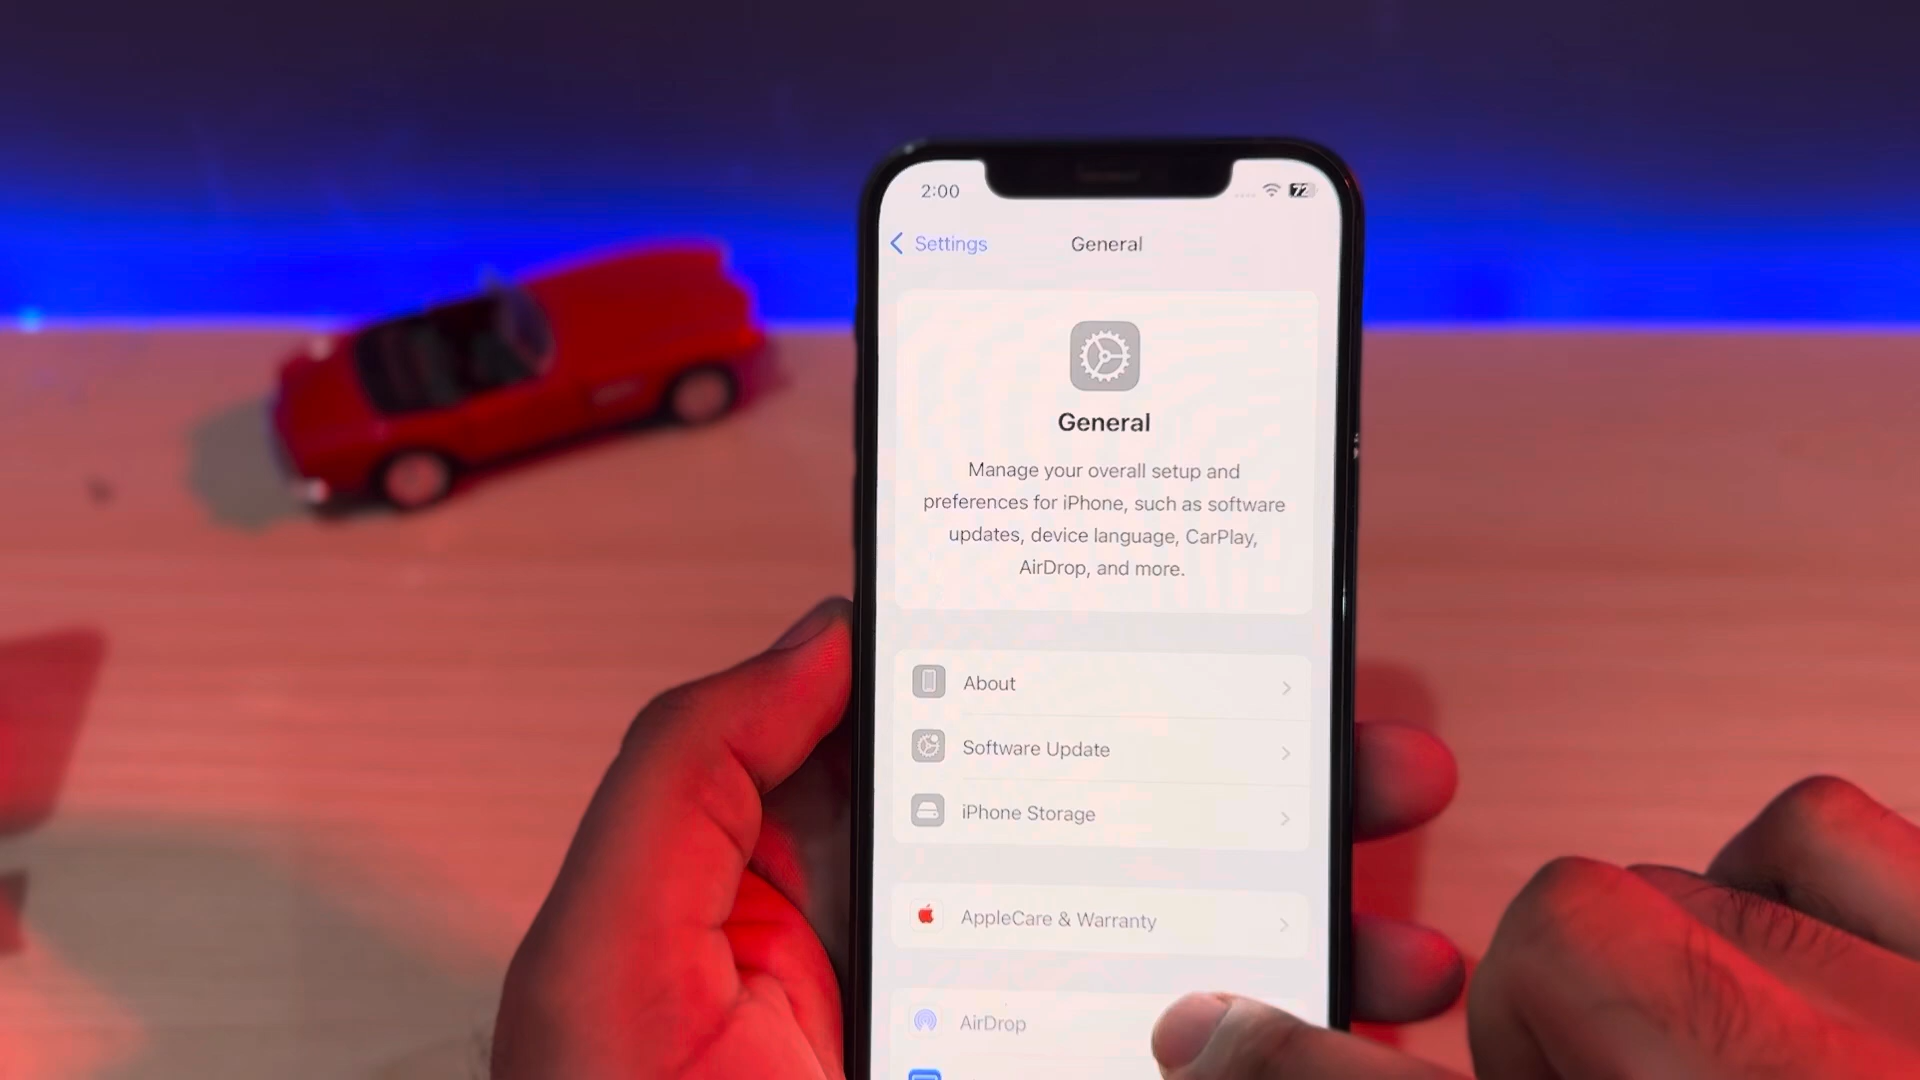 2:00
72
Settings
General
General
Manage your overall setup and
preferences for iPhone, such as software
updates, device language, CarPlay,
AirDrop, and more.
About
Software Update
iPhone Storage
AppleCare & Warranty
AirDrop